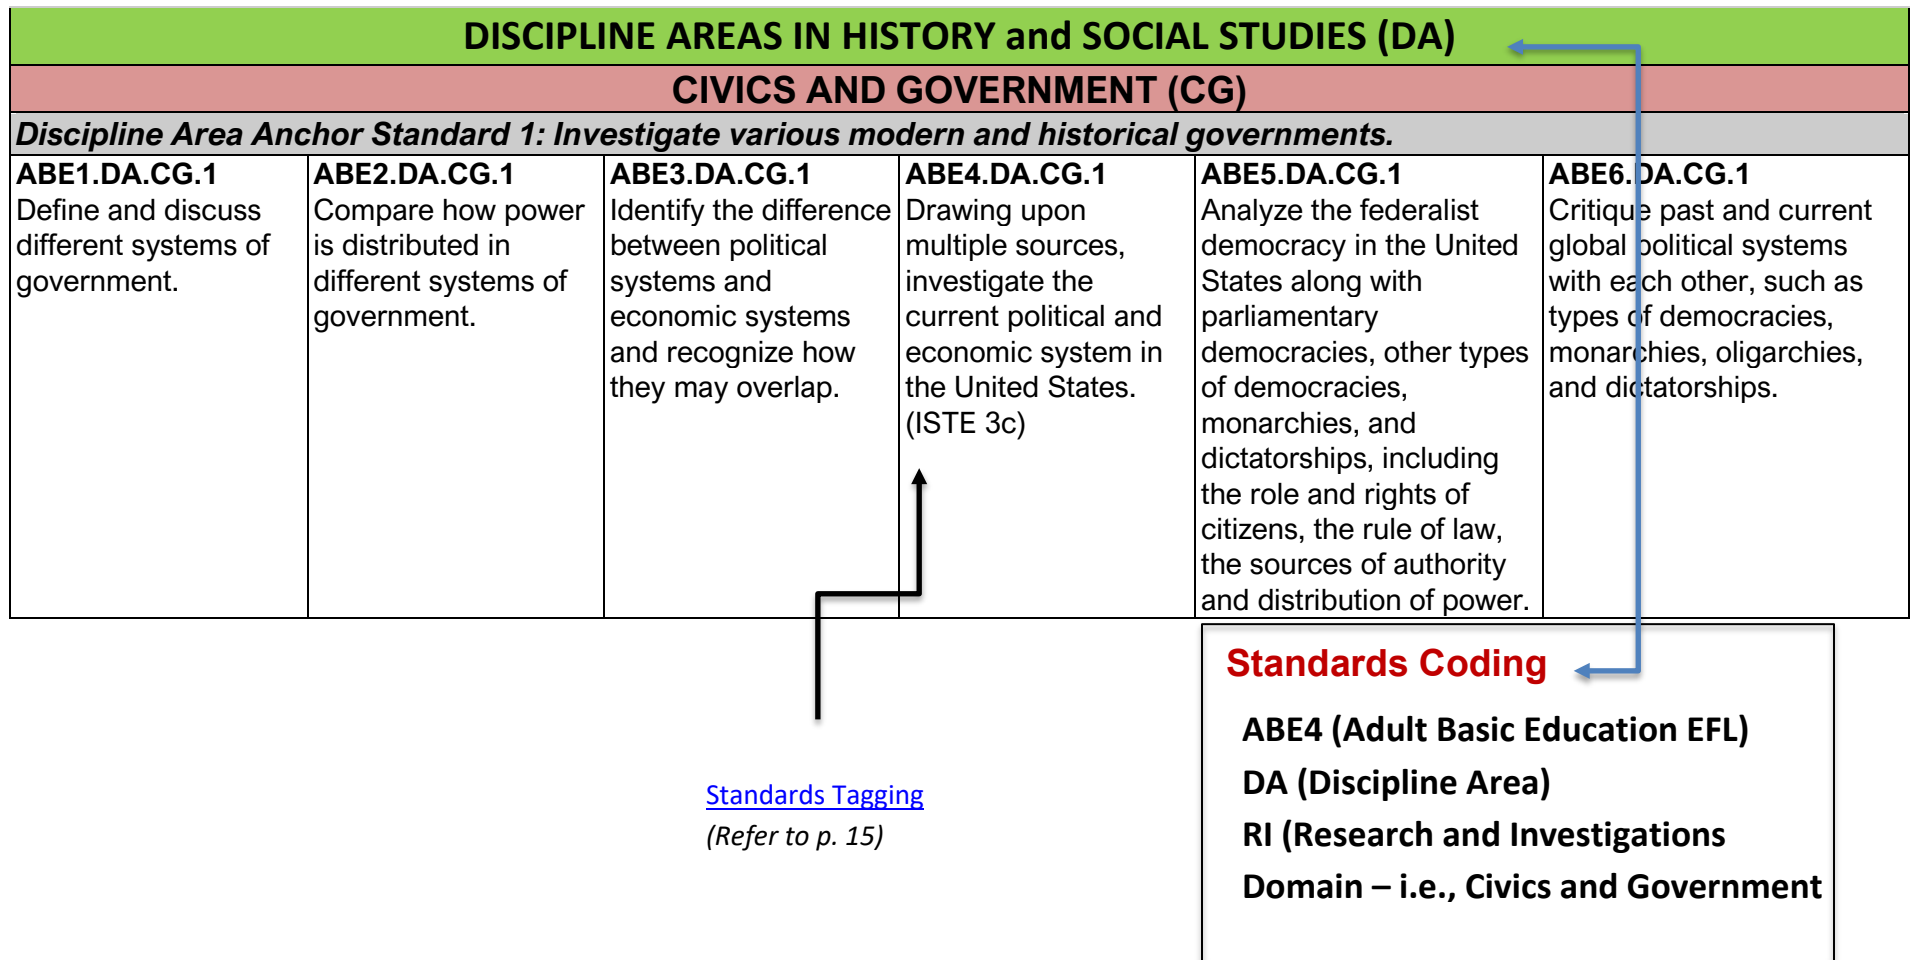 DISCIPLINE AREAS IN HISTORY and SOCIAL STUDIES (DA)
CIVICS AND GOVERNMENT (CG)
Discipline Area Anchor Standard 1: Investigate various modern and historical governments.
ABE1.DA.CG.1
Define and discuss
different systems of
government.
ABE2.DA.CG.1
Compare how power
is distributed in
different systems of
government.
ABE3.DA.CG.1
Identify the difference
between political
systems and
economic systems
and recognize how
they may overlap.
ABE4.DA.CG.1
Drawing upon
multiple sources,
investigate the
current political and
economic system in
the United States.
(ISTE 3c)
ABE5.DA.CG.1
Analyze the federalist
democracy in the United
States along with
parliamentary
democracies, other types
of democracies,
monarchies, and
dictatorships, including
the role and rights of
citizens, the rule of law,
the sources of authority
and distribution of power.
ABE6.DA.CG.1
Critique past and current
global political systems
with each other, such as
types of democracies,
monarchies, oligarchies,
and dictatorships.
Standards Tagging
(Refer to p. 15)
Standards Coding
ABE4 (Adult Basic Education EFL)
DA (Discipline Area)
RI (Research and Investigations
Domain – i.e., Civics and Government